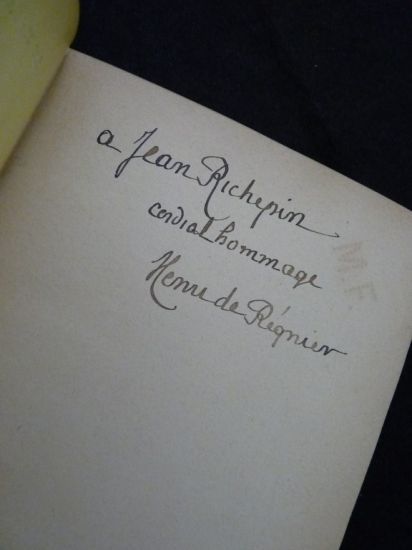 a Jean Richepin
cordial hommage
Henri de Régnier
M.F